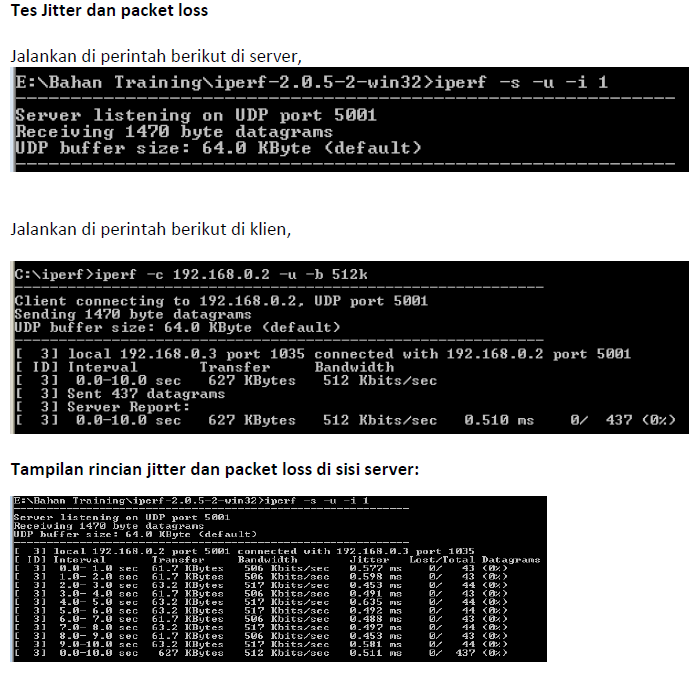 Tes Jitter dan packet loss
Jalankan di perintah berikut di server,
E:\Bahan Training\iperf-2.0.5-2-win32>iperf -s -u -i 1
Server listening on UDP port 5001
Receiving 1470 byte datagrams
UDP buffer size: 64.0 KByte (default)
Jalankan di perintah berikut di klien,
C:\iperf>iperf -c 192.168.0.2 -u -b 512k
Client connecting to 192.168.0.2, UDP port 5001
Sending 1470 byte datagrams
UDP buffer size: 64.0 KByte (default)
[  3] local 192.168.0.3 port 1035 connected with 192.168.0.2 port 5001
[ ID] Interval       Transfer     Bandwidth
[  3]  0.0-10.0 sec   627 KBytes   512 Kbits/sec
[  3] Sent 437 datagrams
[  3] Server Report:
[  3]  0.0-10.0 sec   627 KBytes   512 Kbits/sec   0.510 ms    0/  437 (0%)
Tampilan rincian jitter dan packet loss di sisi server:
E:\Bahan Training\iperf-2.0.5-2-win32>iperf -s -u -i 1
Server listening on UDP port 5001
Receiving 1470 byte datagrams
UDP buffer size: 64.0 KByte (default)
[  3] local 192.168.0.2 port 5001 connected with 192.168.0.3 port 1035
[ ID] Interval       Transfer     Bandwidth        Jitter   Lost/Total Datagrams
[  3]  0.0- 1.0 sec  61.7 KBytes   506 Kbits/sec   0.577 ms    0/   43 (0%)
[  3]  1.0- 2.0 sec  61.7 KBytes   506 Kbits/sec   0.598 ms    0/   43 (0%)
[  3]  2.0- 3.0 sec  63.2 KBytes   517 Kbits/sec   0.453 ms    0/   44 (0%)
[  3]  3.0- 4.0 sec  61.7 KBytes   506 Kbits/sec   0.491 ms    0/   43 (0%)
[  3]  4.0- 5.0 sec  63.2 KBytes   517 Kbits/sec   0.635 ms    0/   44 (0%)
[  3]  5.0- 6.0 sec  63.2 KBytes   517 Kbits/sec   0.492 ms    0/   44 (0%)
[  3]  6.0- 7.0 sec  61.7 KBytes   506 Kbits/sec   0.488 ms    0/   43 (0%)
[  3]  7.0- 8.0 sec  63.2 KBytes   517 Kbits/sec   0.497 ms    0/   44 (0%)
[  3]  8.0- 9.0 sec  61.7 KBytes   506 Kbits/sec   0.453 ms    0/   43 (0%)
[  3]  9.0-10.0 sec  63.2 KBytes   517 Kbits/sec   0.581 ms    0/   44 (0%)
[  3]  0.0-10.0 sec   627 KBytes   512 Kbits/sec   0.511 ms    0/  437 (0%)